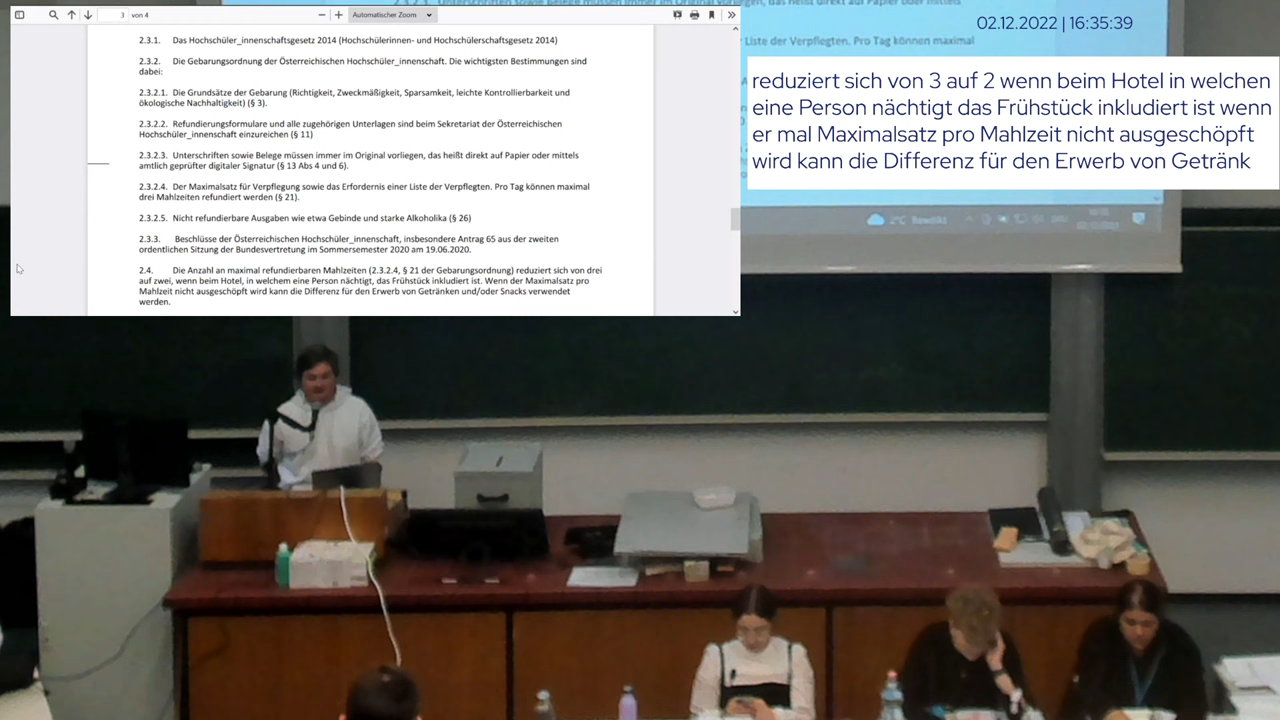 3 von 4
Automatischer Zoom
2.3.1. Das Hochschüler_innenschaftsgesetz 2014 (Hochschülerinnen- und Hochschülerschaftsgesetz 2014)
2.3.2. Die Gebarungsordnung der Österreichischen Hochschüler_innenschaft. Die wichtigsten Bestimmungen sind
dabei:
2.3.2.1. Die Grundsätze der Gebarung (Richtigkeit, Zweckmäßigkeit, Sparsamkeit, leichte Kontrollierbarkeit und
ökologische Nachhaltigkeit) (§ 3).
2.3.2.2. Refundierungsformulare und alle zugehörigen Unterlagen sind beim Sekretariat der Österreichischen
Hochschüler_innenschaft einzureichen (§ 11)
2.3.2.3. Unterschriften sowie Belege müssen immer im Original vorliegen, das heißt direkt auf Papier oder mittels
amtlich geprüfter digitaler Signatur (§ 13 Abs 4 und 6).
2.3.2.4. Der Maximalsatz für Verpflegung sowie das Erfordernis einer Liste der Verpflegten. Pro Tag können maximal
drei Mahlzeiten refundiert werden (§ 21).
2.3.2.5. Nicht refundierbare Ausgaben wie etwa Gebinde und starke Alkoholika (§ 26)
2.3.3. Beschlüsse der Österreichischen Hochschüler_innenschaft, insbesondere Antrag 65 aus der zweiten
ordentlichen Sitzung der Bundesvertretung im Sommersemester 2020 am 19.06.2020.
2.4. Die Anzahl an maximal refundierbaren Mahlzeiten (2.3.2.4, § 21 der Gebarungsordnung) reduziert sich von drei
auf zwei, wenn beim Hotel, in welchem eine Person nächtigt, das Frühstück inkludiert ist. Wenn der Maximalsatz pro
Mahlzeit nicht ausgeschöpft wird kann die Differenz für den Erwerb von Getränken und/oder Snacks verwendet
werden.
02.12.2022 | 16:35:39
Liste der Verpflegten. Pro Tag können maximal
reduziert sich von 3 auf 2 wenn beim Hotel in welchen
eine Person nächtigt das Frühstück inkludiert ist wenn
er mal Maximalsatz pro Mahlzeit nicht ausgeschöpft
wird kann die Differenz für den Erwerb von Getränk
2°C Bewölkt